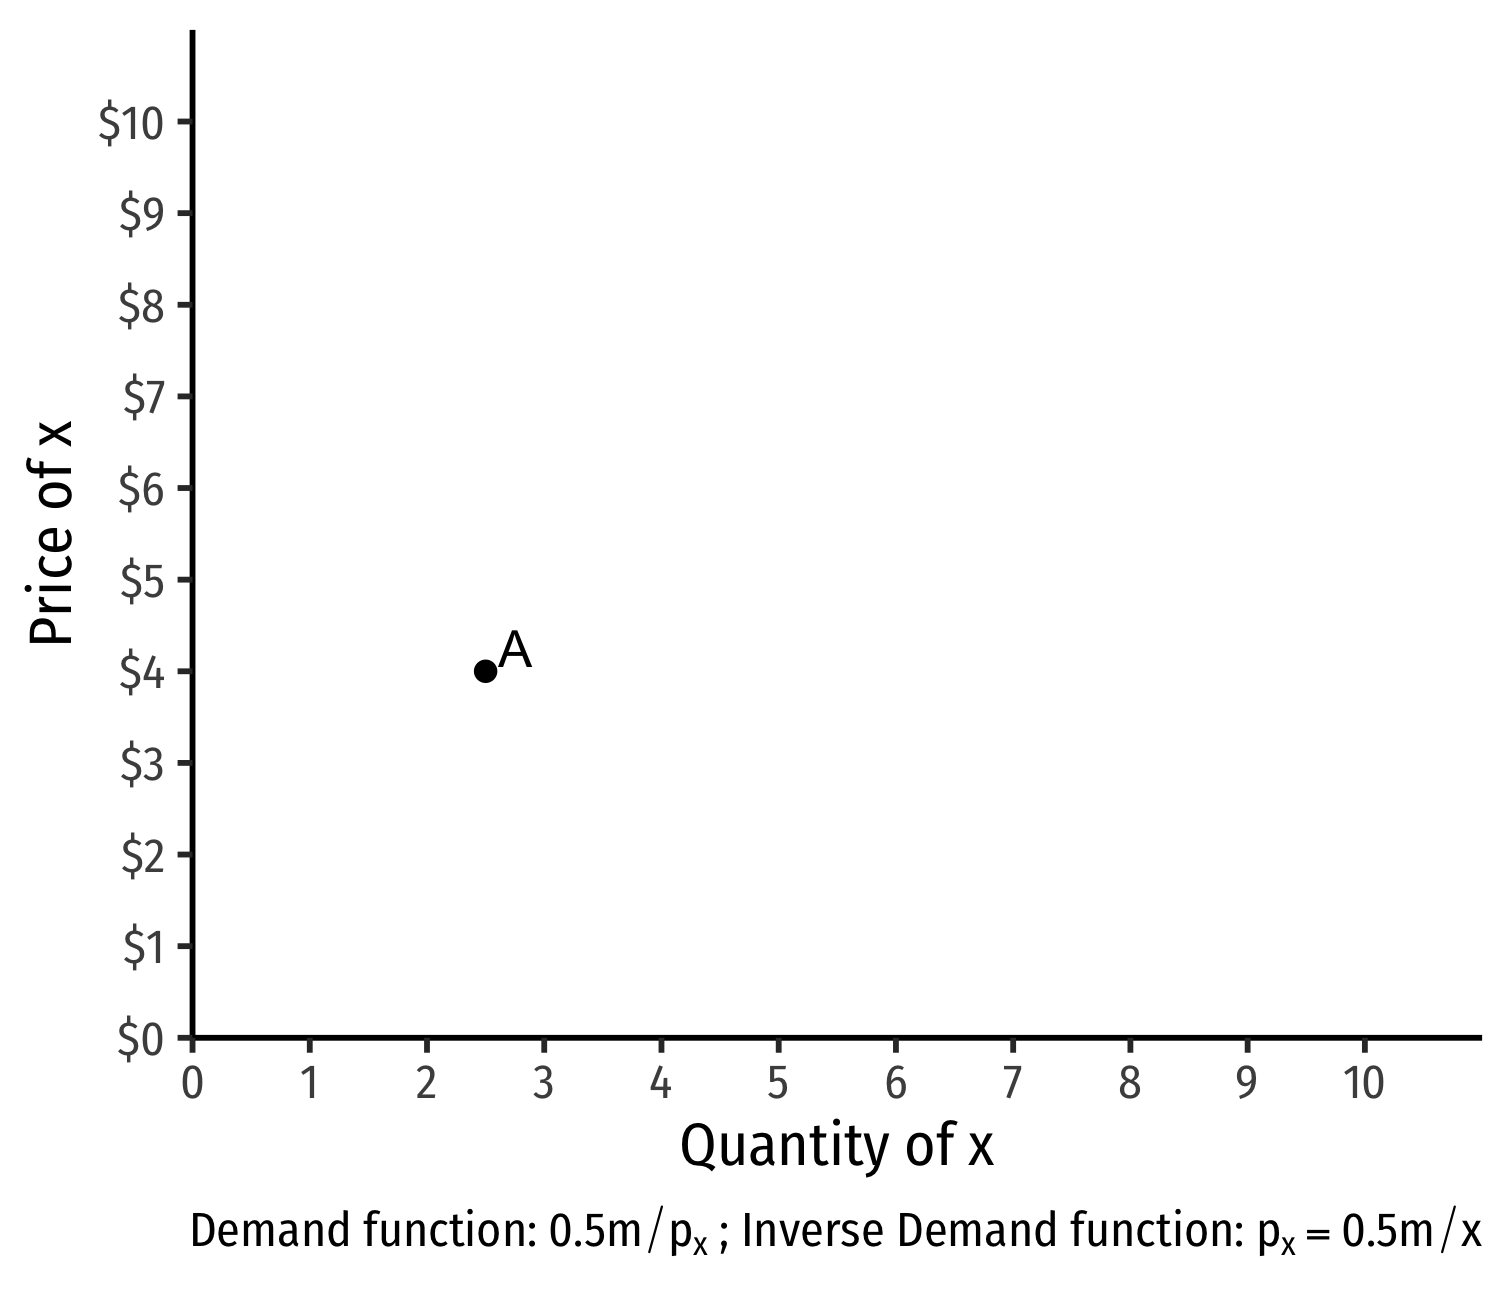 $10
$9
$8
$7
$6
$5
$4
$3
$2
$1
$0
Price of x
A
0 1 2 3 4 5 6 7 8 9 10
Quantity of x
Demand function: 0.5m/pₓ ; Inverse Demand function: pₓ = 0.5m/x